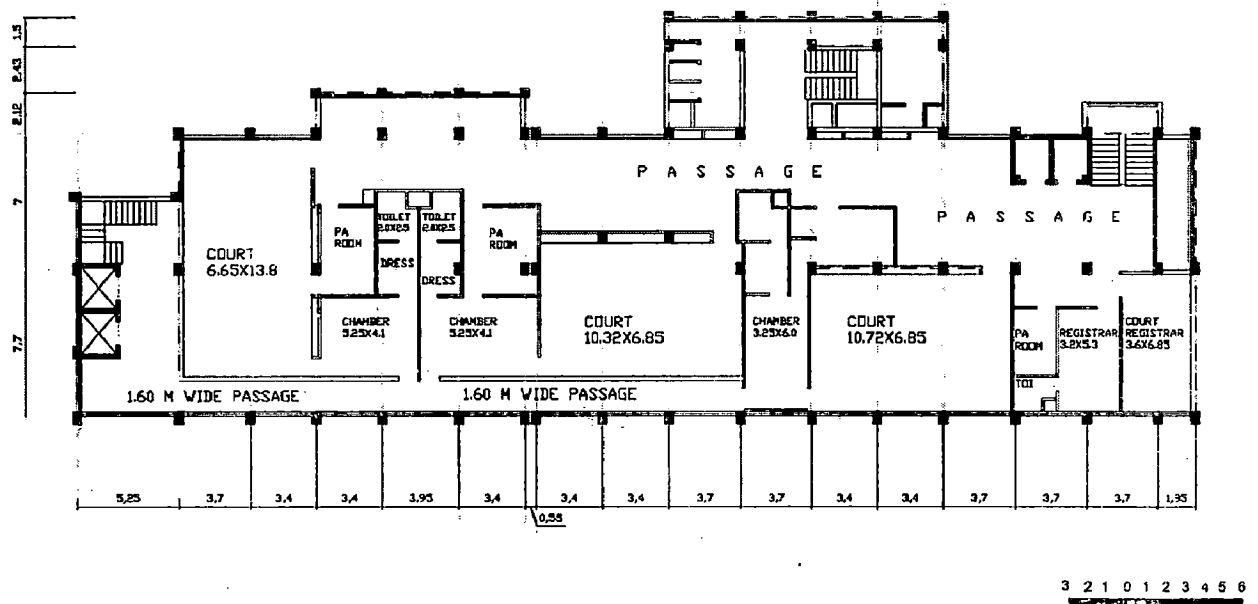 1,5
2,43
2,12
7
7,7
PASSAGE
PASSAGE
COURT
6.65X13.8
PA
ROOM
TOILET
2.0X2.5
TOILET
2.0X2.5
DRESS
DRESS
PA
ROOM
CHAMBER
5.25X4.1
CHAMBER
5.25X4.1
COURT
10.32X6.85
CHAMBER
3.25X6.0
COURT
10.72X6.85
PA
ROOM
REGISTRAR
3.2X5.3
COURT
REGISTRAR
3.6X6.85
TOI
1.60 M WIDE PASSAGE
1.60 M WIDE PASSAGE
5,25
3,7
3,4
3,4
3,95
3,4
3,4
3,4
3,7
3,7
3,4
3,4
3,7
3,7
3,7
1,95
0,55
3 2 1 0 1 2 3 4 5 6